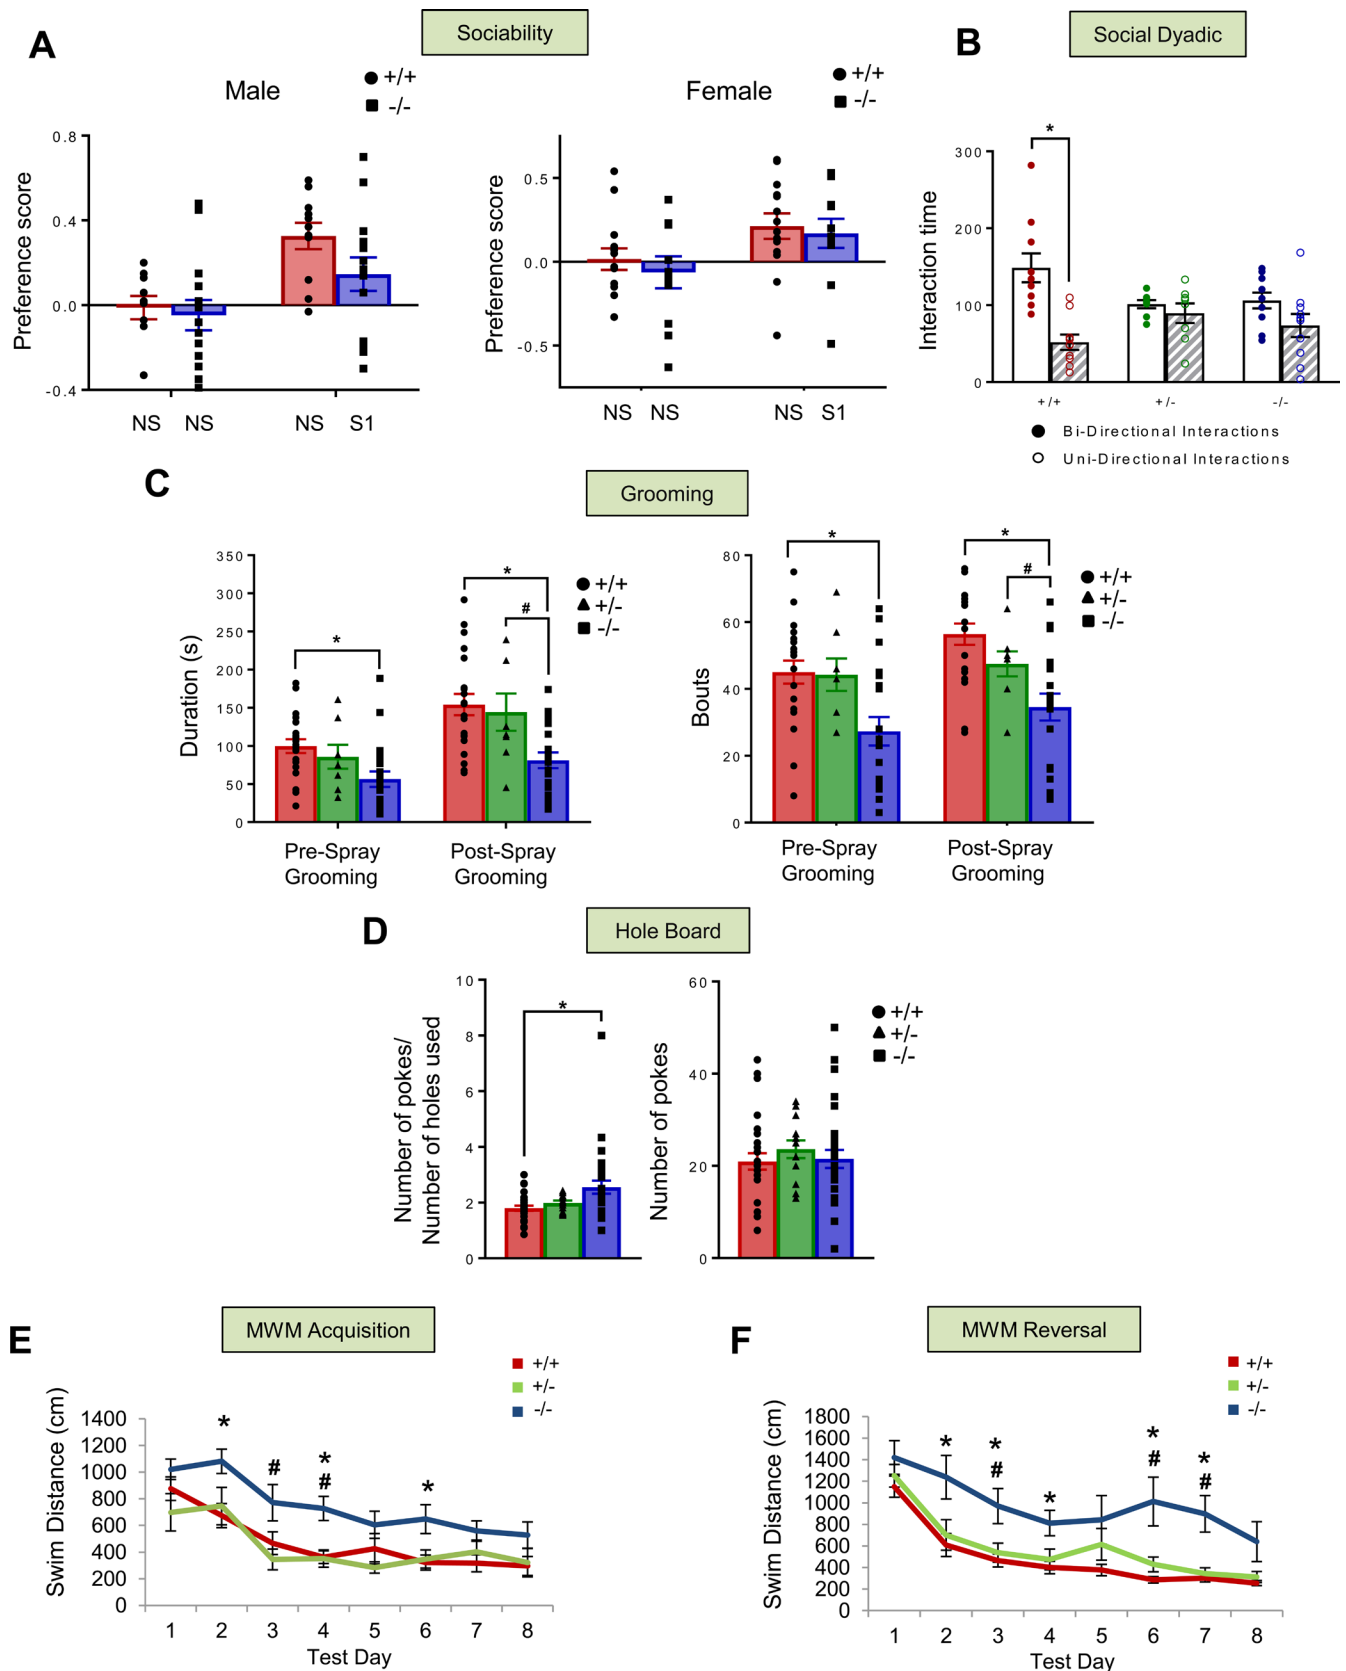 A
Sociability
Male
+/+
-/-
Preference score
0.8
0.4
0.0
-0.4
NS NS NS S1
Female
+/+
-/-
Preference score
0.5
0.0
-0.5
NS NS NS S1
B
Social Dyadic
*
Interaction time
300
200
100
0
+/+ +/- -/-
Bi-Directional Interactions
Uni-Directional Interactions
C
Grooming
Duration (s)
350
300
250
200
150
100
50
0
*
*
#
+/+
+/-
-/-
Pre-Spray Grooming
Post-Spray Grooming
Bouts
80
60
40
20
0
*
*
#
+/+
+/-
-/-
Pre-Spray Grooming
Post-Spray Grooming
D
Hole Board
Number of pokes/
Number of holes used
10
8
6
4
2
0
*
Number of pokes
60
40
20
0
+/+
+/-
-/-
E
MWM Acquisition
+/+
+/-
-/-
Swim Distance (cm)
1400
1200
1000
800
600
400
200
0
*
#
*
#
*
1 2 3 4 5 6 7 8
Test Day
F
MWM Reversal
+/+
+/-
-/-
Swim Distance (cm)
1800
1600
1400
1200
1000
800
600
400
200
0
*
*
#
*
*
#
*
#
1 2 3 4 5 6 7 8
Test Day